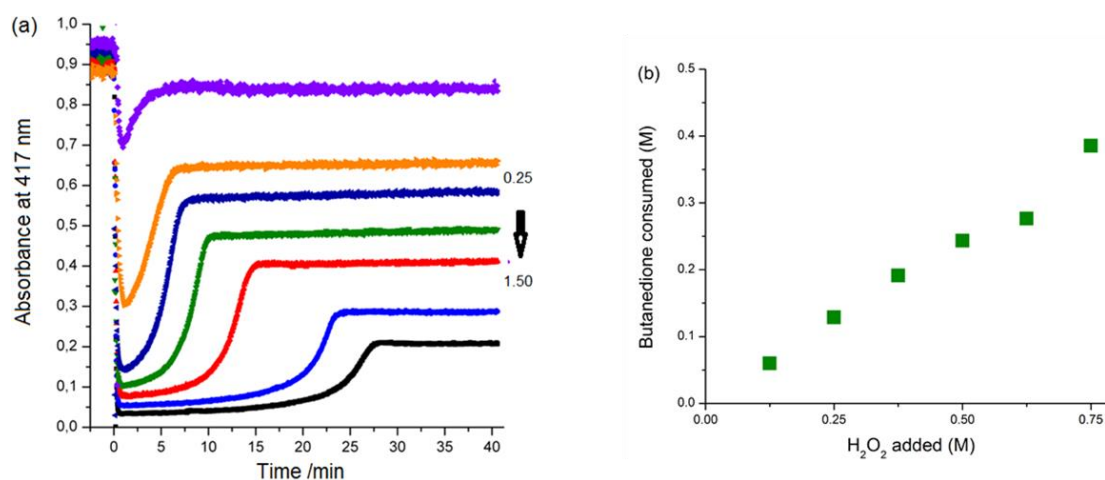 (a)
1,0
0,9
0,8
0,7
0,6
0,5
0,4
0,3
0,2
0,1
0,0
Absorbance at 417 nm
0 5 10 15 20 25 30 35 40
Time /min
0.25
1.50
(b)
0.5
0.4
0.3
0.2
0.1
0.0
Butanedione consumed (M)
0.00 0.25 0.50 0.75
H₂O₂ added (M)